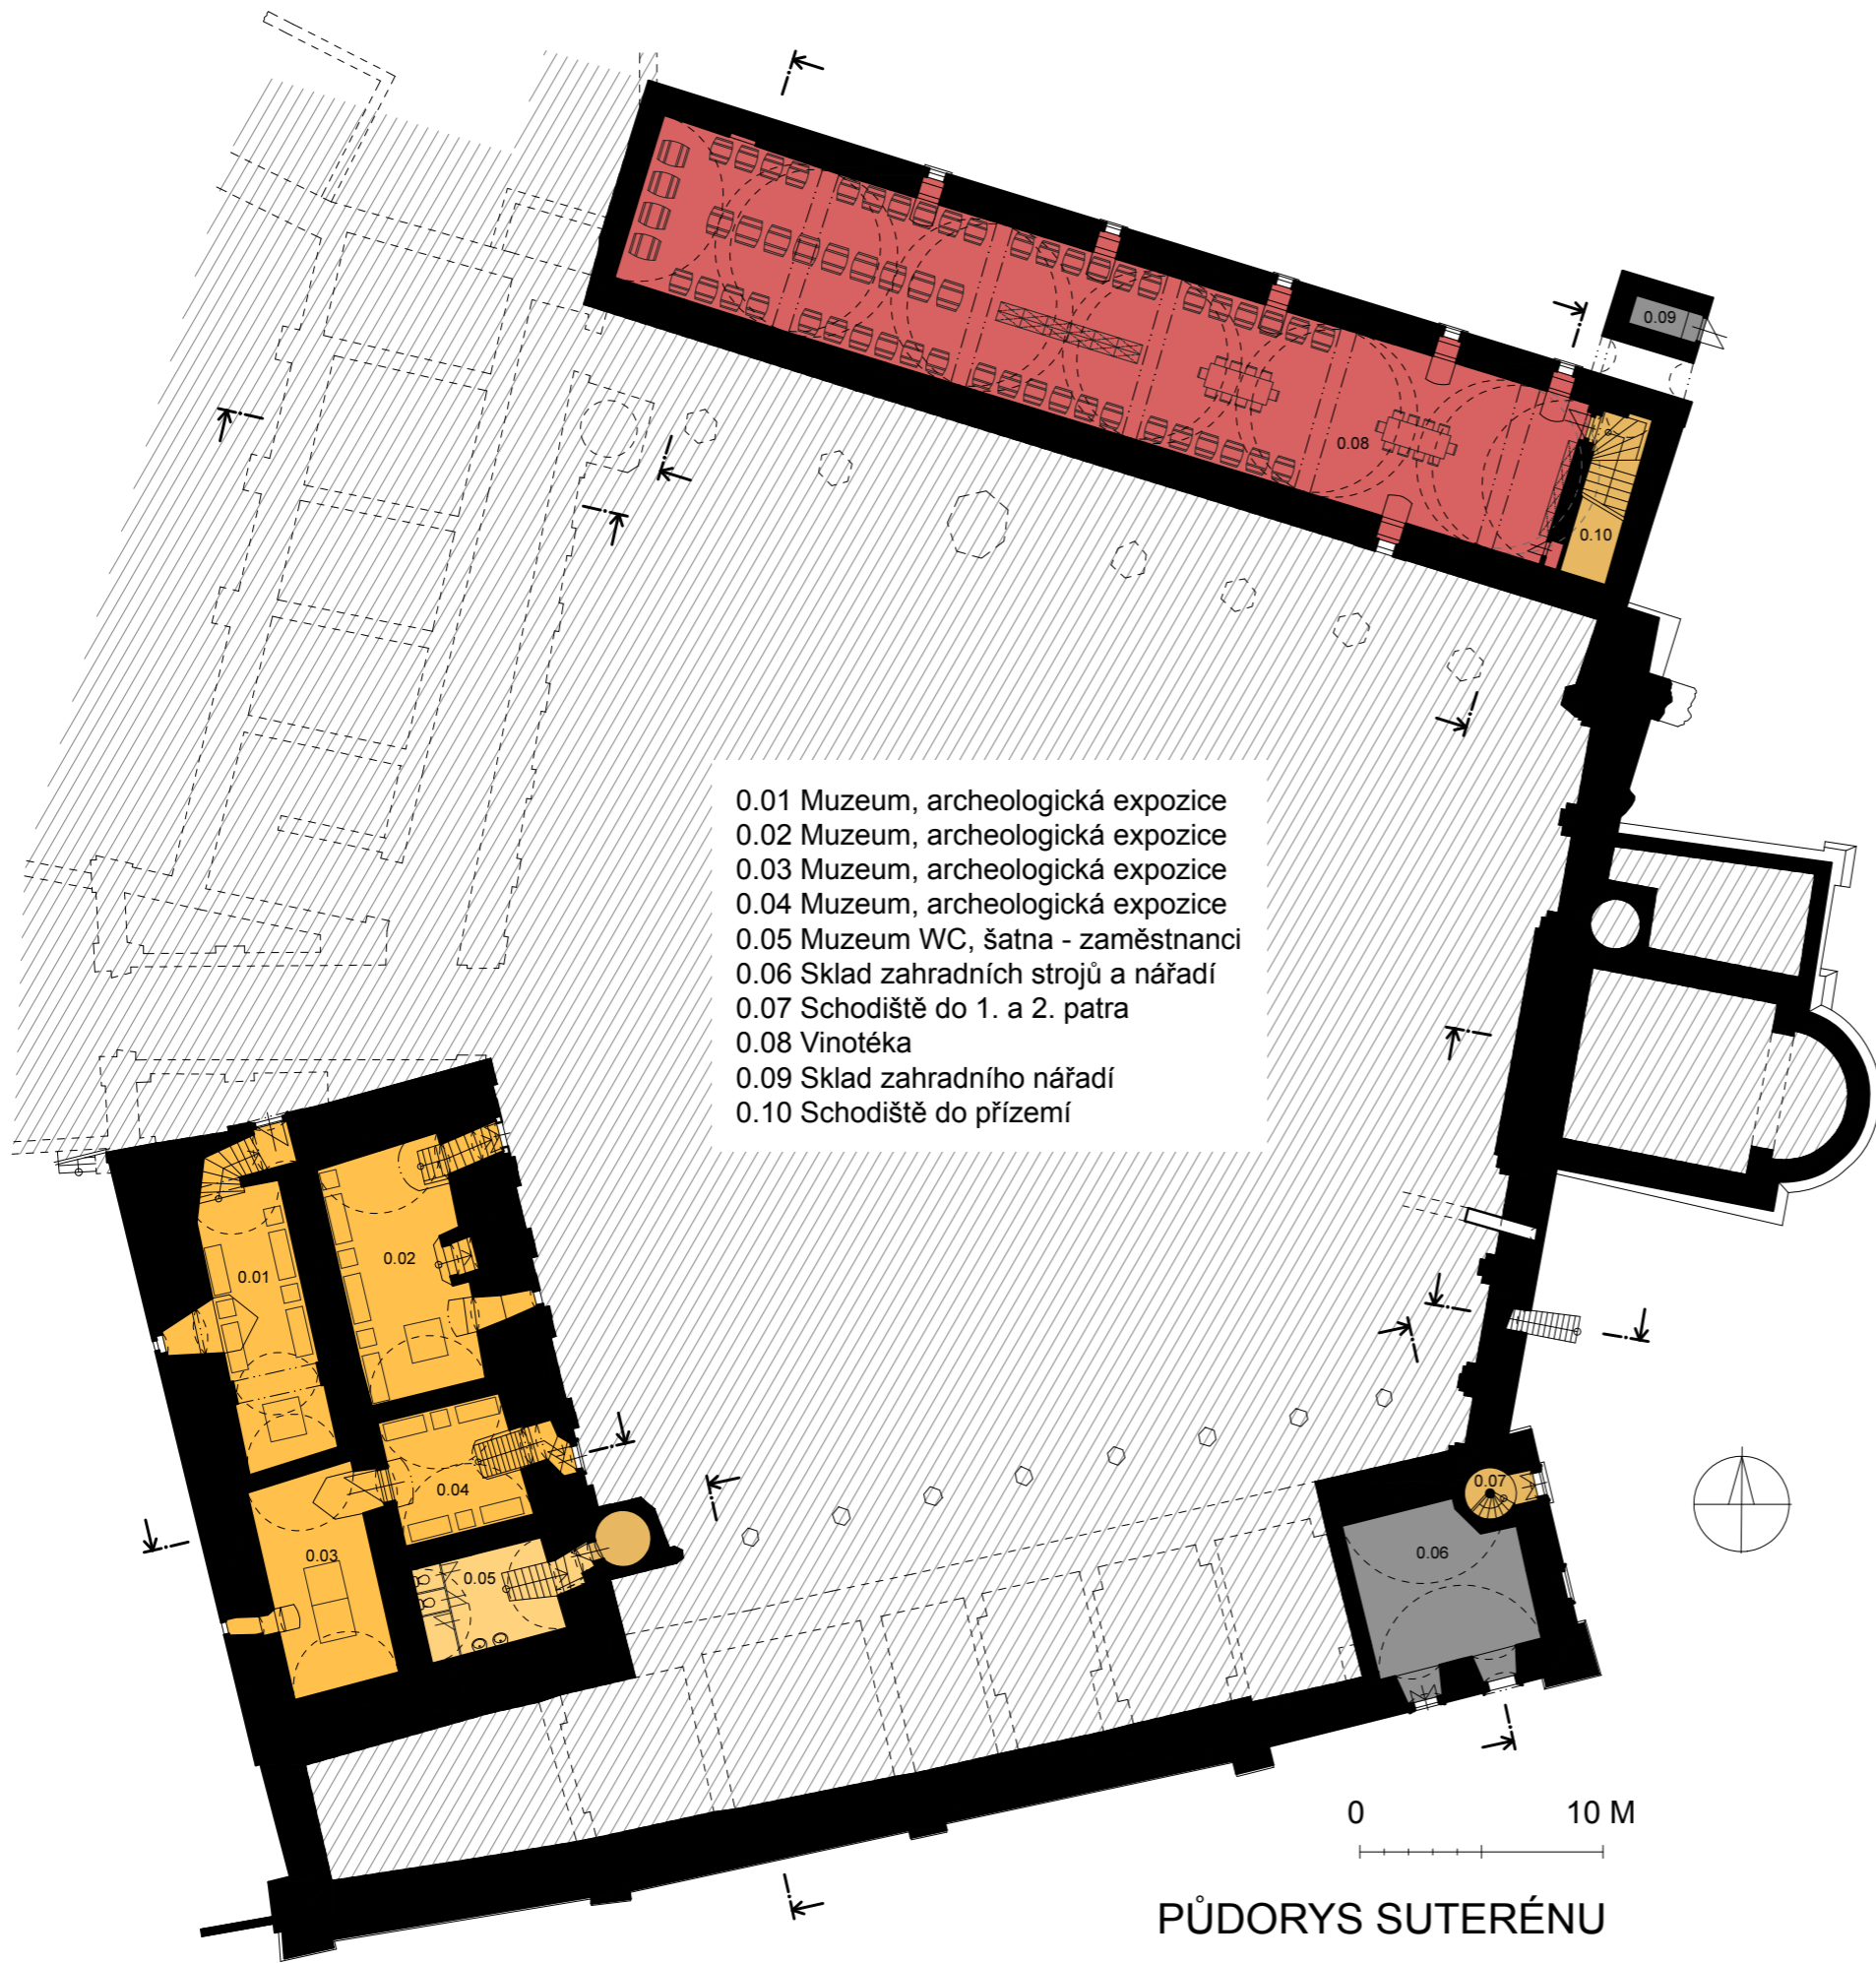 0.09
0.08
0.10
0.01 Muzeum, archeologická expozice
0.02 Muzeum, archeologická expozice
0.03 Muzeum, archeologická expozice
0.04 Muzeum, archeologická expozice
0.05 Muzeum WC, šatna - zaměstnanci
0.06 Sklad zahradních strojů a nářadí
0.07 Schodiště do 1. a 2. patra
0.08 Vinotéka
0.09 Sklad zahradního nářadí
0.10 Schodiště do přízemí
0.02
0.01
0.04
0.07
0.03
0.05
0.06
0 10 M
PŮDORYS SUTERÉNU